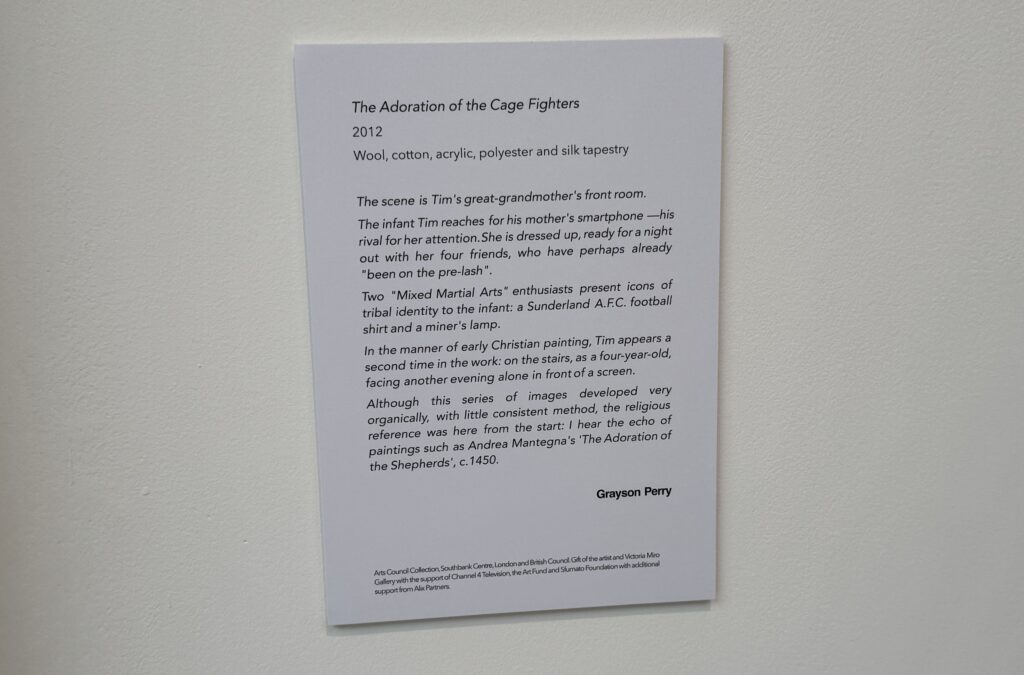 The Adoration of the Cage Fighters
2012
Wool, cotton, acrylic, polyester and silk tapestry
The scene is Tim's great-grandmother's front room.
The infant Tim reaches for his mother's smartphone —his
rival for her attention. She is dressed up, ready for a night
out with her four friends, who have perhaps already
"been on the pre-lash".
Two "Mixed Martial Arts" enthusiasts present icons of
tribal identity to the infant: a Sunderland A.F.C. football
shirt and a miner's lamp.
In the manner of early Christian painting, Tim appears a
second time in the work: on the stairs, as a four-year-old,
facing another evening alone in front of a screen.
Although this series of images developed very
organically, with little consistent method, the religious
reference was here from the start: I hear the echo of
paintings such as Andrea Mantegna's 'The Adoration of
the Shepherds', c.1450.
Grayson Perry
Arts Council Collection, Southbank Centre, London and British Council. Gift of the artist and Victoria Miro
Gallery with the support of Channel 4 Television, the Art Fund and Sfumato Foundation with additional
support from Alix Partners.